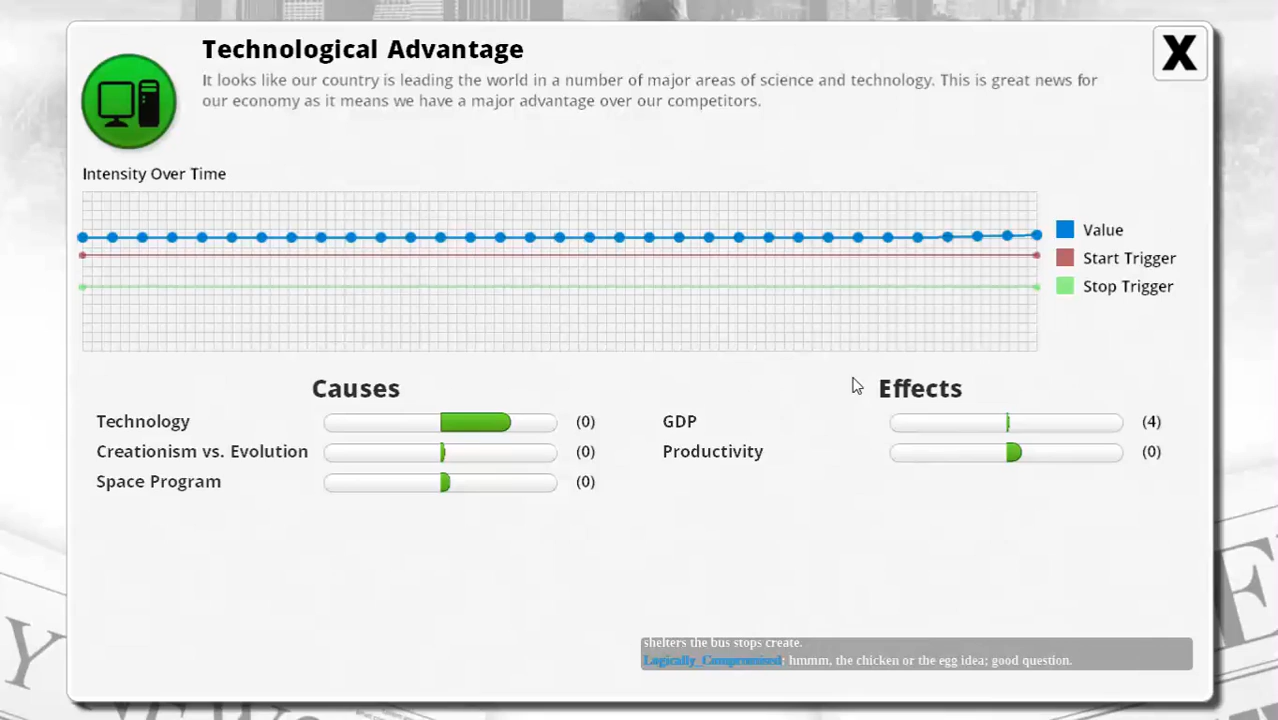 Technological Advantage
X
It looks like our country is leading the world in a number of major areas of science and technology. This is great news for
our economy as it means we have a major advantage over our competitors.
Intensity Over Time
Value
Start Trigger
Stop Trigger
Causes
Technology (0)
Creationism vs. Evolution (0)
Space Program (0)
Effects
GDP (4)
Productivity (0)
shelters the bus stops create.
Logically_Compromised: hmmm, the chicken or the egg idea; good question.